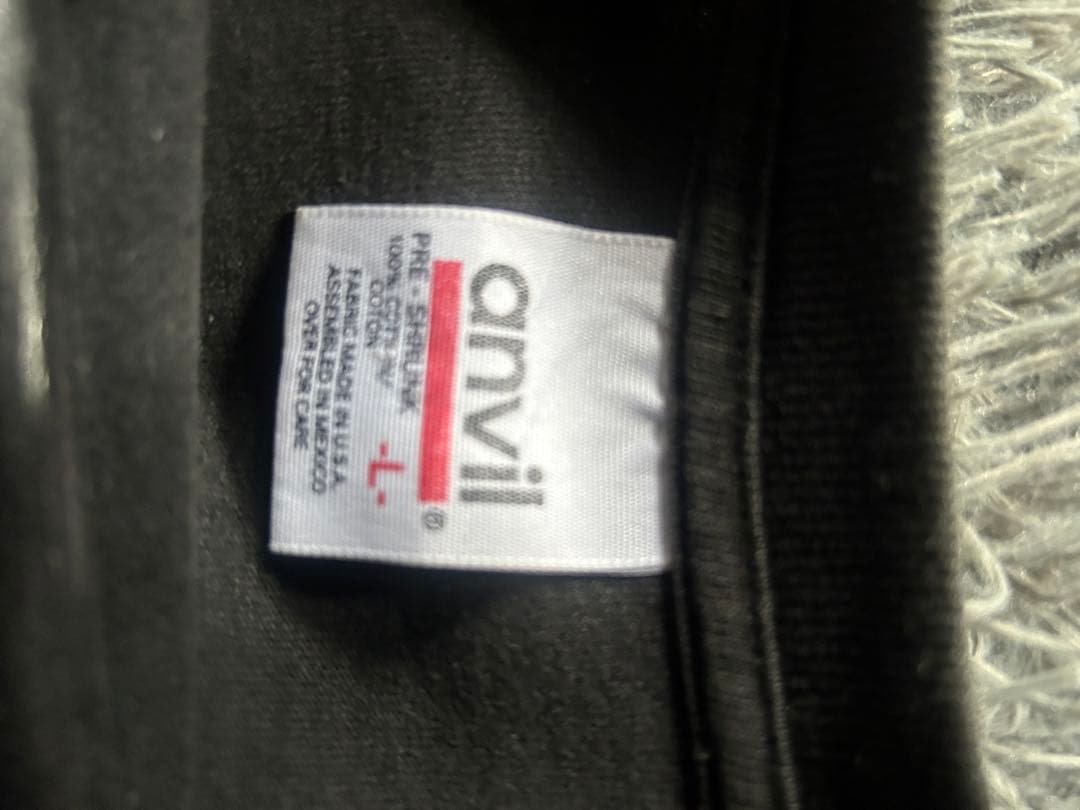 anvil
®
PRE-SHRUNK
100% COTTON
COTON
-L-
FABRIC MADE IN U.S.A.
ASSEMBLED IN MEXICO
OVER FOR CARE